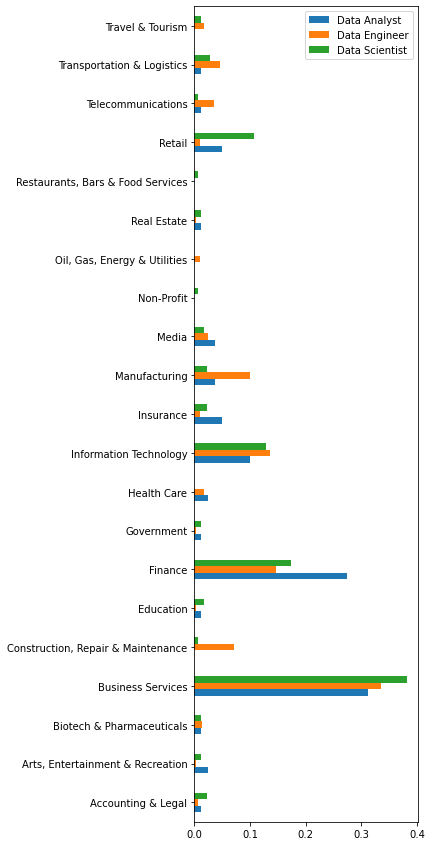 Data Analyst
Data Engineer
Data Scientist
Travel & Tourism
Transportation & Logistics
Telecommunications
Retail
Restaurants, Bars & Food Services
Real Estate
Oil, Gas, Energy & Utilities
Non-Profit
Media
Manufacturing
Insurance
Information Technology
Health Care
Government
Finance
Education
Construction, Repair & Maintenance
Business Services
Biotech & Pharmaceuticals
Arts, Entertainment & Recreation
Accounting & Legal
0.0 0.1 0.2 0.3 0.4